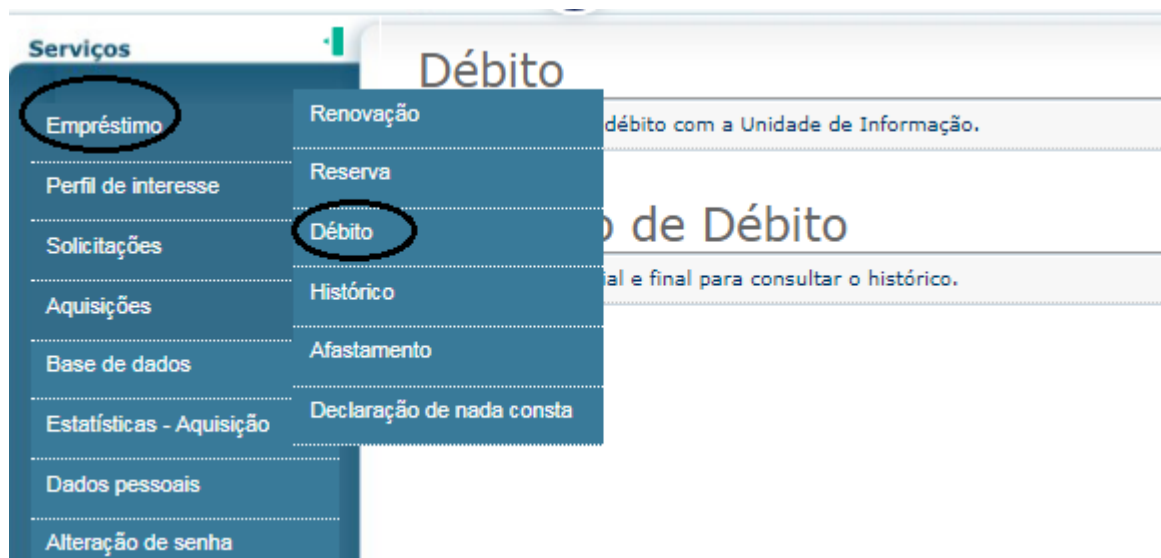 Serviços
Empréstimo
Perfil de interesse
Solicitações
Aquisições
Base de dados
Estatísticas - Aquisição
Dados pessoais
Alteração de senha
Renovação
Reserva
Débito
Histórico
Afastamento
Declaração de nada consta
Débito
débito com a Unidade de Informação.
de Débito
ial e final para consultar o histórico.